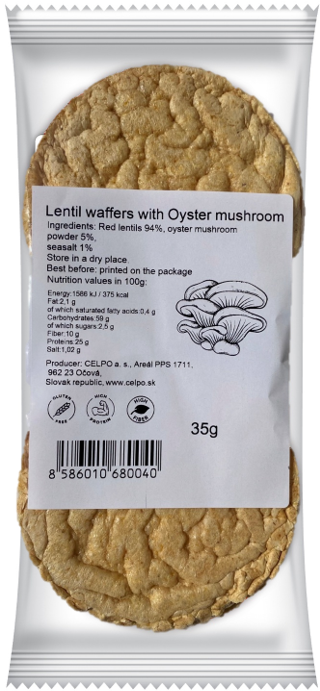 Lentil waffers with Oyster mushroom
Ingredients: Red lentils 94%, oyster mushroom
powder 5%,
seasalt 1%
Store in a dry place.
Best before: printed on the package
Nutrition values in 100g:
Energy:1586 kJ / 375 kcal
Fat:2,1 g
of which saturated fatty acids:0,4 g
Carbohydrates:59 g
of which sugars:2,5 g
Fiber:10 g
Proteins:25 g
Salt:1,02 g
Producer: CELPO a. s., Areál PPS 1711,
962 23 Očová,
Slovak republic, www.celpo.sk
GLUTEN FREE
HIGH PROTEIN
HIGH FIBER
35g
8 586010 680040